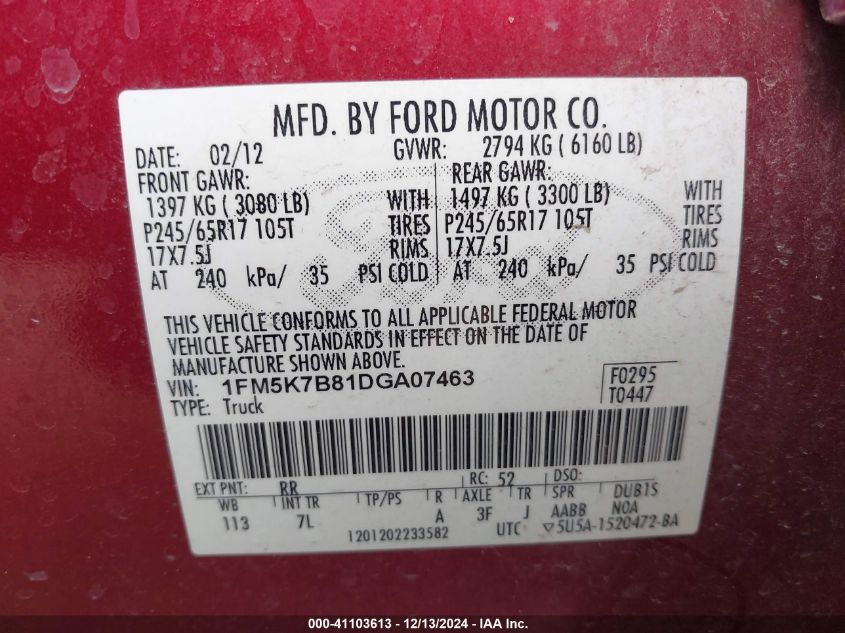 MFD. BY FORD MOTOR CO.
DATE: 02/12 GVWR: 2794 KG ( 6160 LB)
FRONT GAWR: REAR GAWR:
1397 KG ( 3080 LB) WITH 1497 KG ( 3300 LB) WITH
P245/65R17 105T TIRES P245/65R17 105T TIRES
17X7.5J RIMS 17X7.5J RIMS
AT 240 kPa/ 35 PSI COLD AT 240 kPa/ 35 PSI COLD
Ford
THIS VEHICLE CONFORMS TO ALL APPLICABLE FEDERAL MOTOR
VEHICLE SAFETY STANDARDS IN EFFECT ON THE DATE OF
MANUFACTURE SHOWN ABOVE.
VIN: 1FM5K7B81DGA07463 F0295
TYPE: Truck T0447
EXT PNT: RR RC: 52 DSO:
WB INT TR TP/PS R AXLE TR SPR DUB1S
113 7L A 3F J AABB NOA
1201202233582 UTC ▽5U5A-1520472-BA
000-41103613 - 12/13/2024 - IAA Inc.